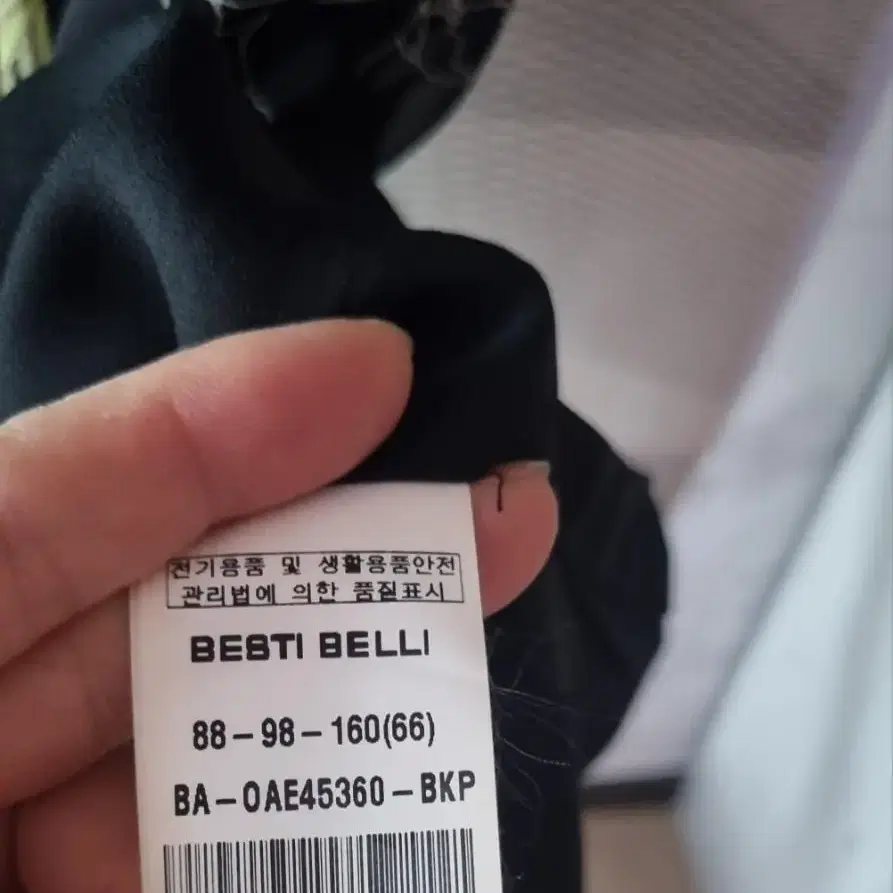 전기용품 및 생활용품안전
관리법에 의한 품질표시
BESTI BELLI
88-98-160(66)
BA-0AE45360-BKP